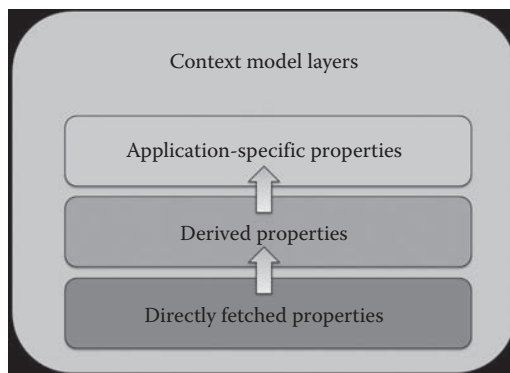 Context model layers
Application-specific properties
Derived properties
Directly fetched properties